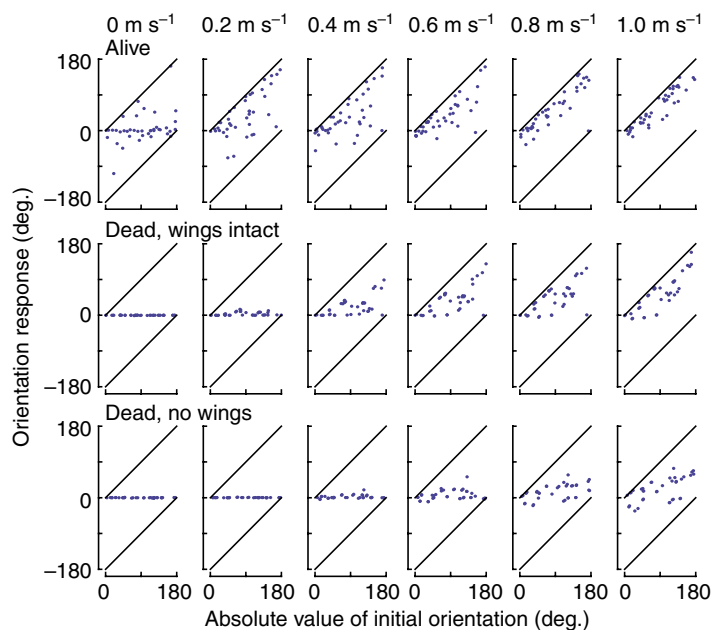 0 m s⁻¹ 0.2 m s⁻¹ 0.4 m s⁻¹ 0.6 m s⁻¹ 0.8 m s⁻¹ 1.0 m s⁻¹
Alive
180
0
−180
Dead, wings intact
180
0
−180
Dead, no wings
180
0
−180
0 180 0 180 0 180 0 180 0 180 0 180
Orientation response (deg.)
Absolute value of initial orientation (deg.)